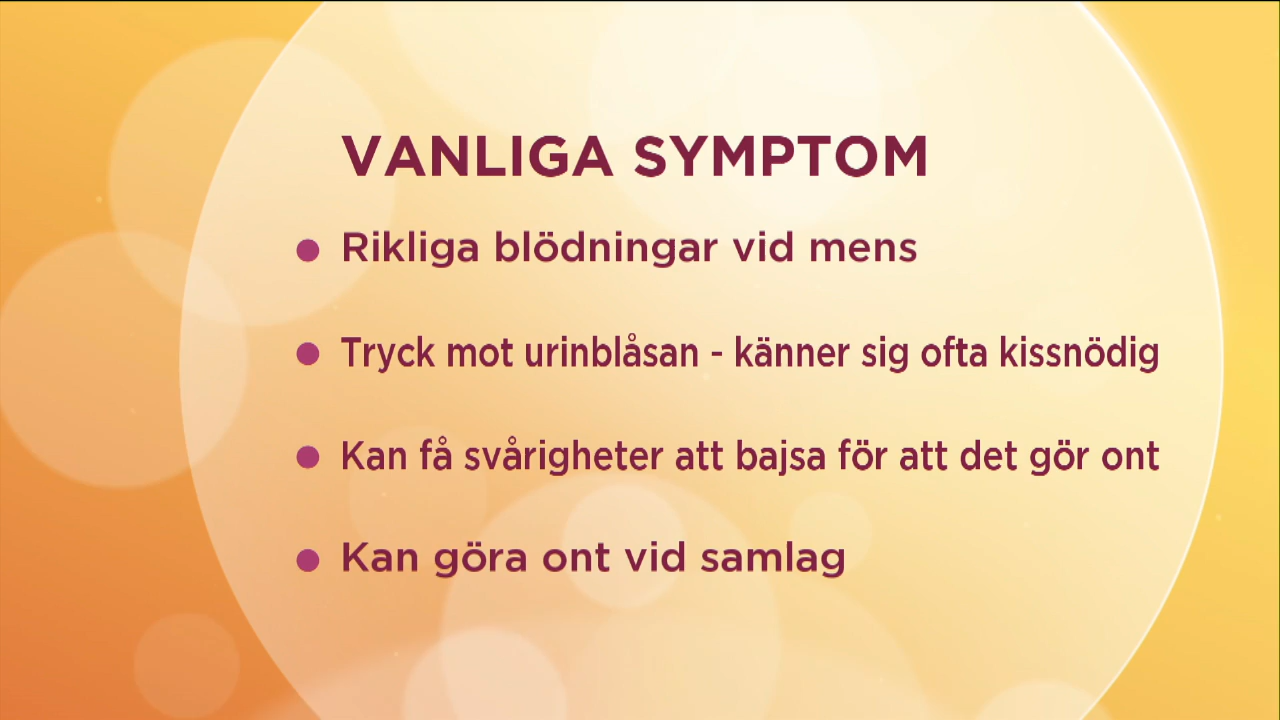 VANLIGA SYMPTOM
Rikliga blödningar vid mens
Tryck mot urinblåsan - känner sig ofta kissnödig
Kan få svårigheter att bajsa för att det gör ont
Kan göra ont vid samlag